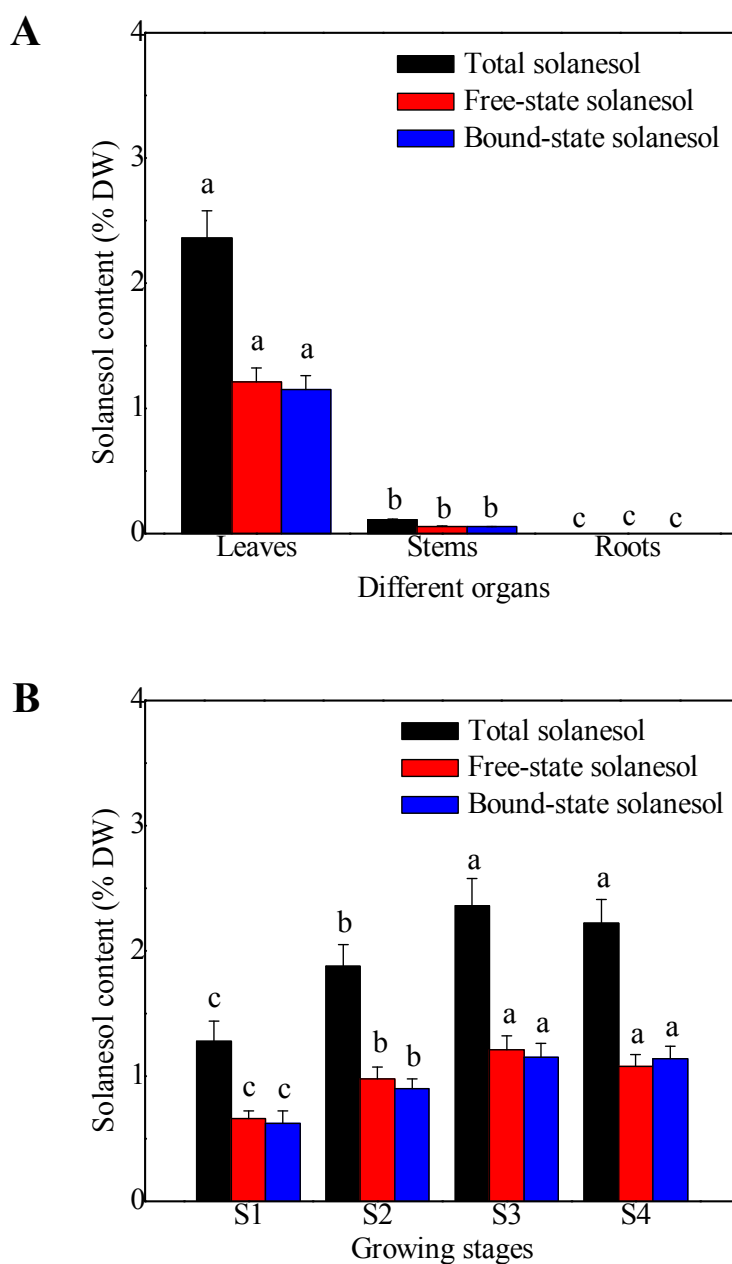 A
4
Total solanesol
Free-state solanesol
3
Bound-state solanesol
a
Solanesol content (% DW)
2
a a
1
b b b
c c c
0
Leaves Stems Roots
Different organs
B
4
Total solanesol
Free-state solanesol
3
Bound-state solanesol
a
a
b
Solanesol content (% DW)
2
c
a a
a a
b b
1
c c
0
S1 S2 S3 S4
Growing stages